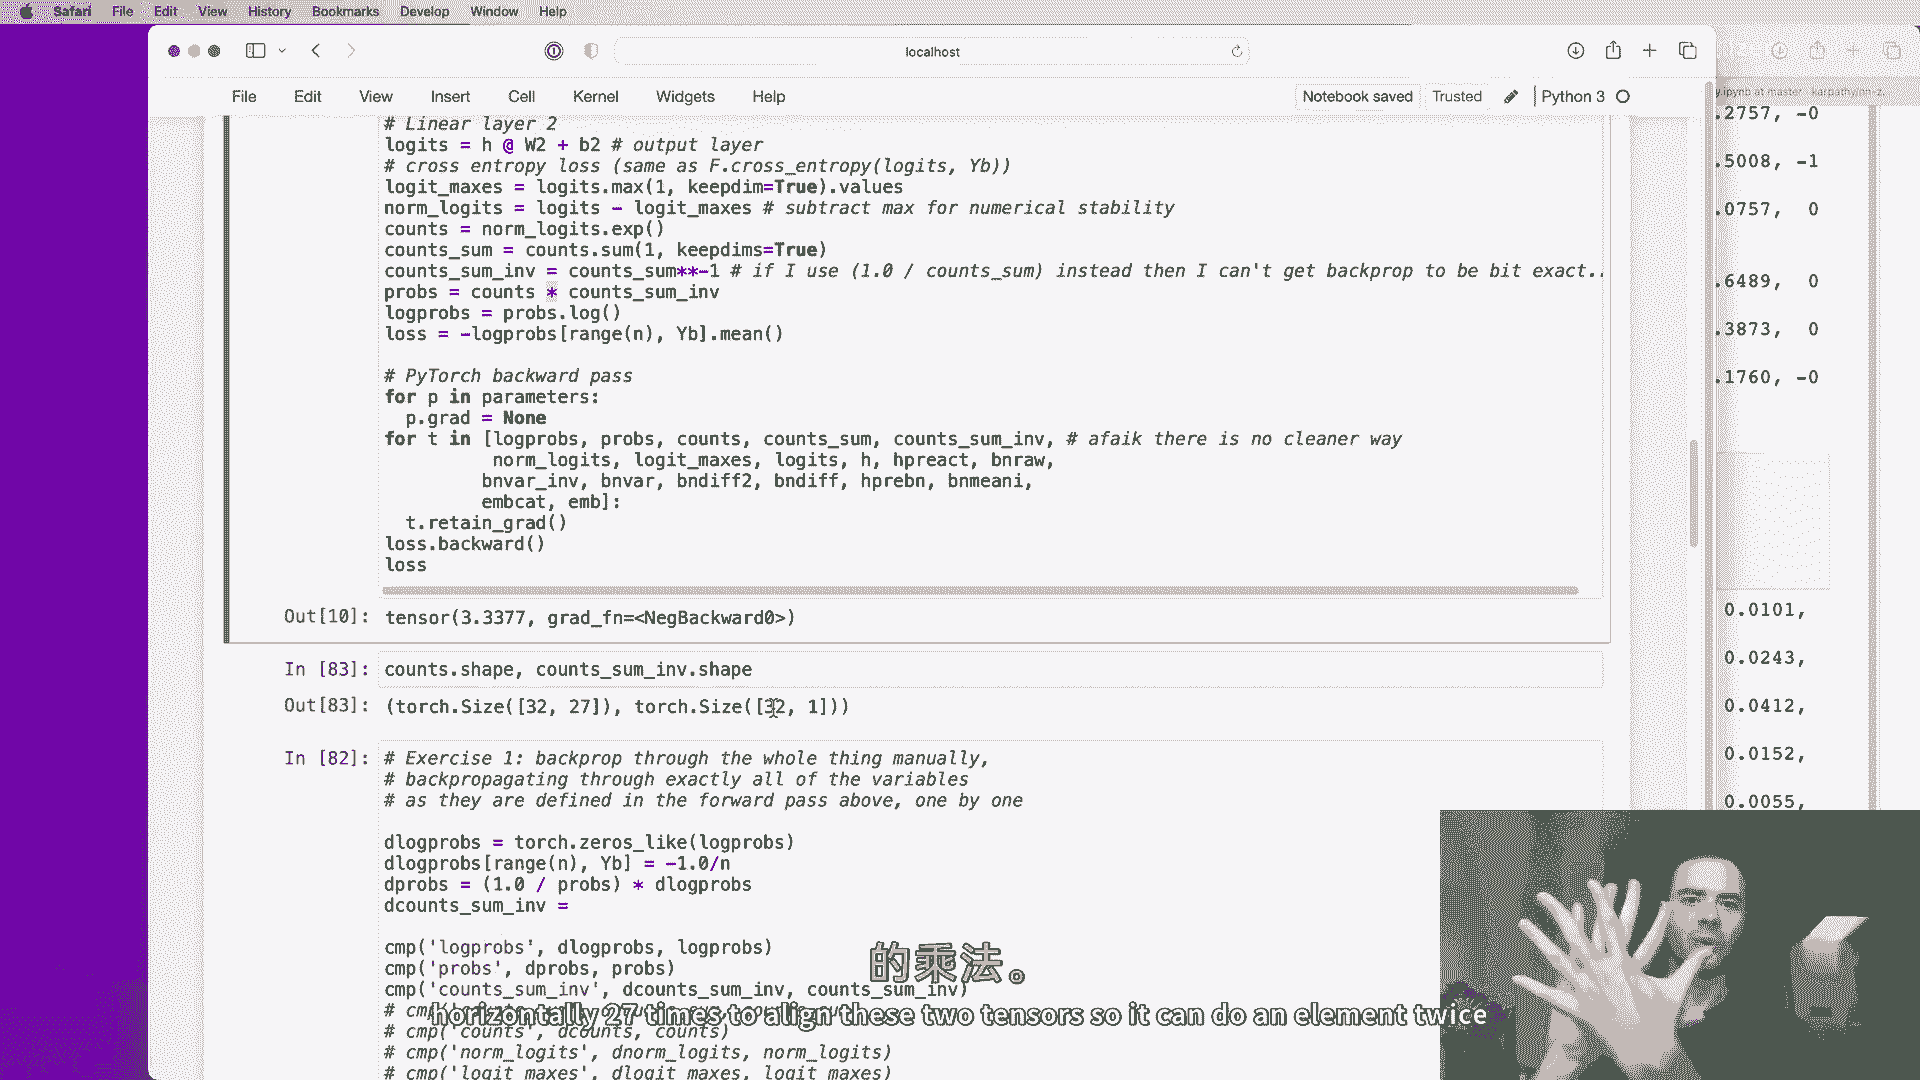 Safari File Edit View History Bookmarks Develop Window Help
localhost
File Edit View Insert Cell Kernel Widgets Help
Notebook saved Trusted Python 3
# Linear layer 2
logits = h @ W2 + b2 # output layer
# cross entropy loss (same as F.cross_entropy(logits, Yb))
logit_maxes = logits.max(1, keepdim=True).values
norm_logits = logits - logit_maxes # subtract max for numerical stability
counts = norm_logits.exp()
counts_sum = counts.sum(1, keepdims=True)
counts_sum_inv = counts_sum**-1 # if I use (1.0 / counts_sum) instead then I can't get backprop to be bit exact..
probs = counts * counts_sum_inv
logprobs = probs.log()
loss = -logprobs[range(n), Yb].mean()
# PyTorch backward pass
for p in parameters:
p.grad = None
for t in [logprobs, probs, counts, counts_sum, counts_sum_inv, # afaik there is no cleaner way
norm_logits, logit_maxes, logits, h, hpreact, bnraw,
bnvar_inv, bnvar, bndiff2, bndiff, hprebn, bnmeani,
embcat, emb]:
t.retain_grad()
loss.backward()
loss
Out[10]: tensor(3.3377, grad_fn=<NegBackward0>)
In [83]: counts.shape, counts_sum_inv.shape
Out[83]: (torch.Size([32, 27]), torch.Size([32, 1]))
In [82]: # Exercise 1: backprop through the whole thing manually,
# backpropagating through exactly all of the variables
# as they are defined in the forward pass above, one by one
dlogprobs = torch.zeros_like(logprobs)
dlogprobs[range(n), Yb] = -1.0/n
dprobs = (1.0 / probs) * dlogprobs
dcounts_sum_inv =
cmp('logprobs', dlogprobs, logprobs)
cmp('probs', dprobs, probs)
cmp('counts_sum_inv', dcounts_sum_inv, counts_sum_inv)
# cmp('counts', dcounts, counts)
# cmp('norm_logits', dnorm_logits, norm_logits)
# cmp('logit_maxes', dlogit_maxes, logit_maxes)
的乘法。
horizontally 27 times to align these two tensors so it can do an element twice
y.ipynb at master · karpathy/nn-z.
.2757, -0
.5008, -1
.0757, 0
.6489, 0
.3873, 0
.1760, -0
0.0101,
0.0243,
0.0412,
0.0152,
0.0055,